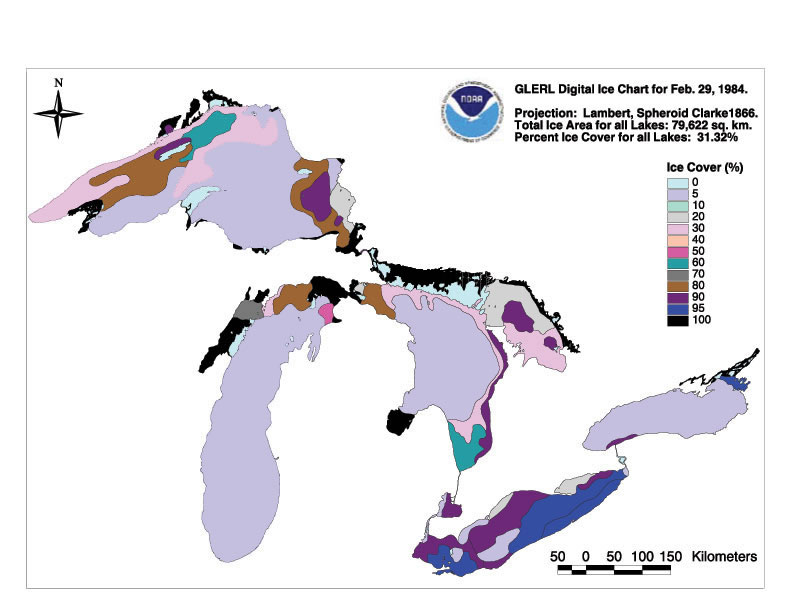 N
NOAA
GLERL Digital Ice Chart for Feb. 29, 1984.
Projection: Lambert, Spheroid Clarke1866.
Total Ice Area for all Lakes: 79,622 sq. km.
Percent Ice Cover for all Lakes: 31.32%
Ice Cover (%)
0
5
10
20
30
40
50
60
70
80
90
95
100
50 0 50 100 150 Kilometers